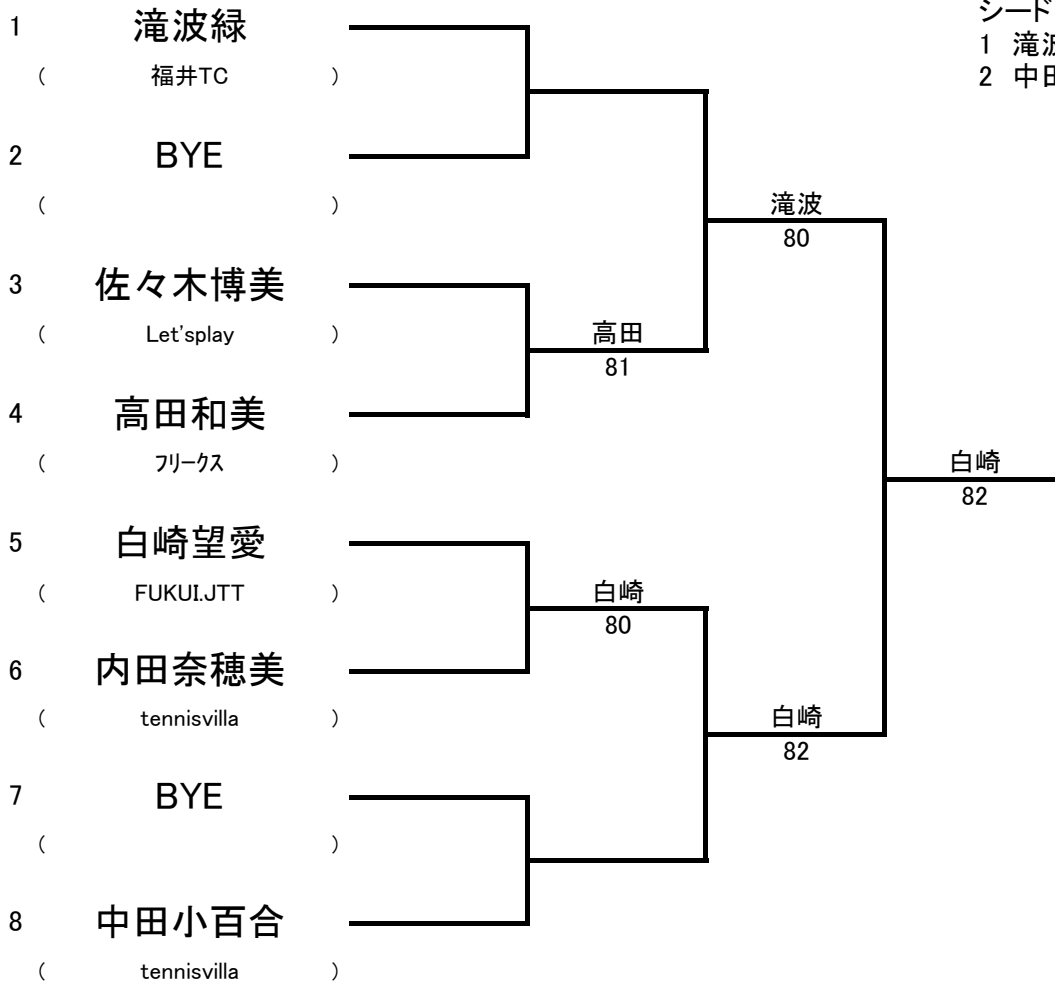 シード
1 滝波
2 中田
1 滝波緑
( 福井TC )
2 BYE
( )
滝波
80
3 佐々木博美
( Let'splay )
高田
81
4 高田和美
( フリークス )
白崎
82
5 白崎望愛
( FUKUI.JTT )
白崎
80
6 内田奈穂美
( tennisvilla )
白崎
82
7 BYE
( )
8 中田小百合
( tennisvilla )